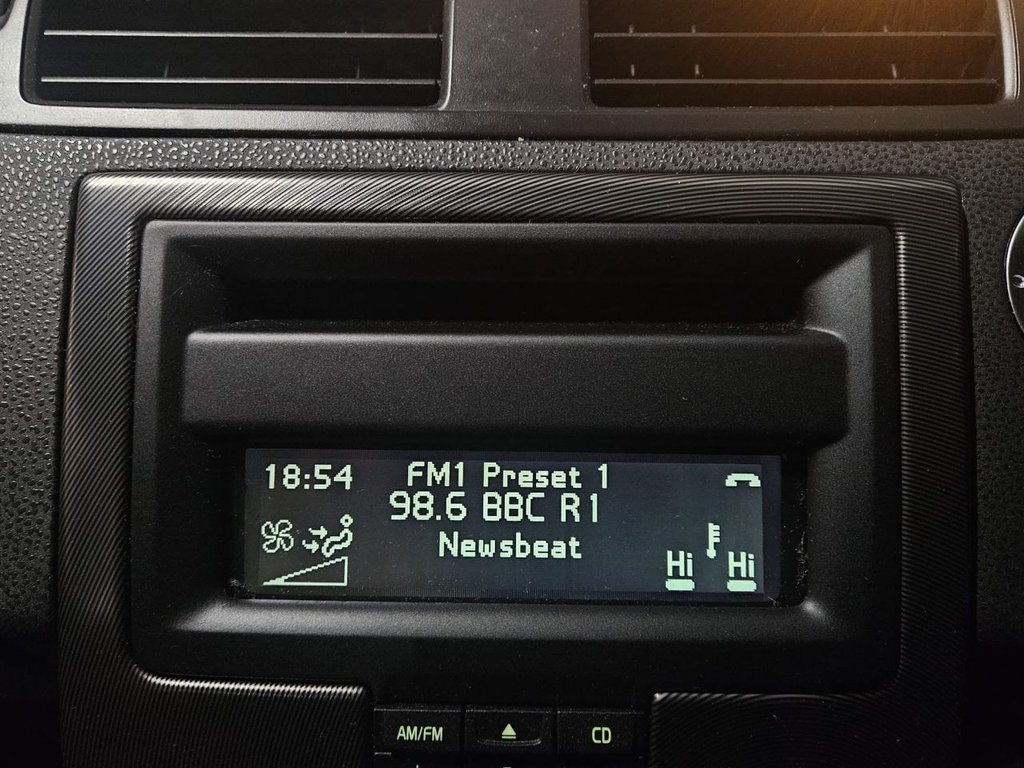 18:54
FM1 Preset 1
98.6 BBC R1
Newsbeat
Hi
Hi
AM/FM
CD